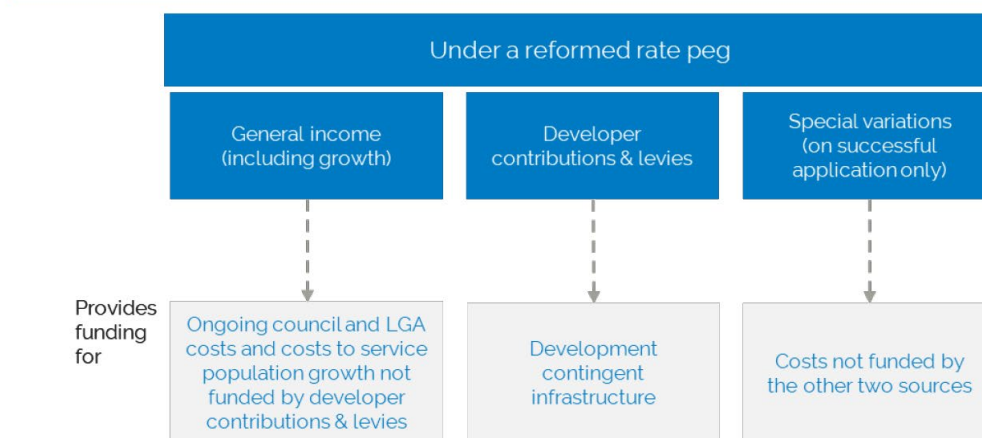 Under a reformed rate peg
General income
(including growth)
Developer
contributions & levies
Special variations
(on successful
application only)
Provides
funding
for
Ongoing council and LGA
costs and costs to service
population growth not
funded by developer
contributions & levies
Development
contingent
infrastructure
Costs not funded by
the other two sources